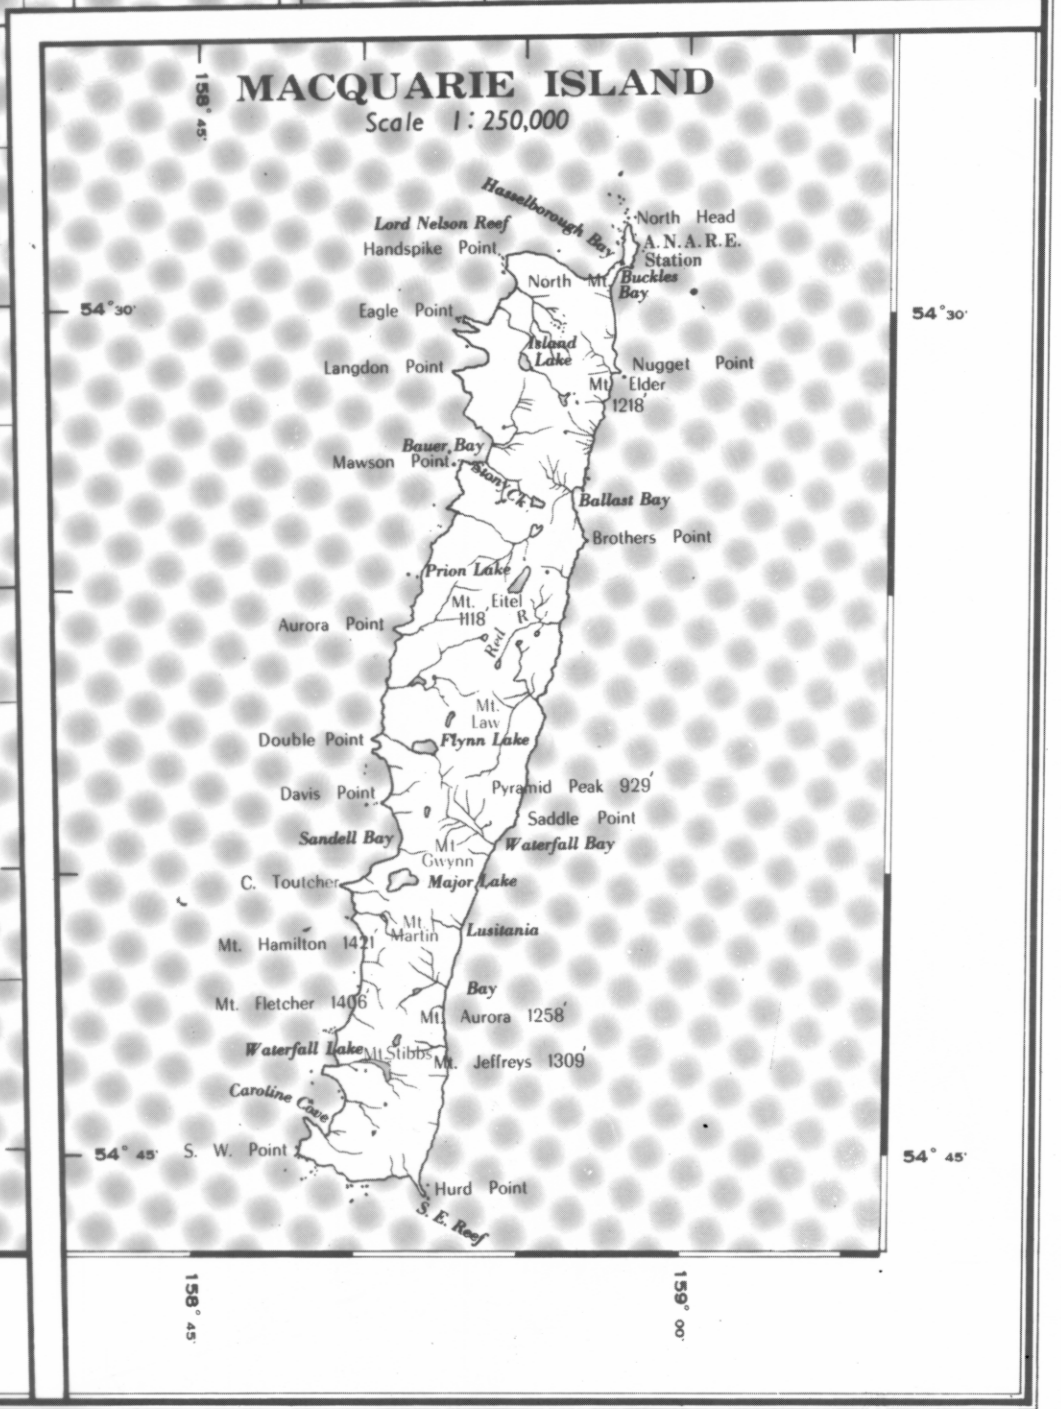 158° 45'
MACQUARIE ISLAND
Scale 1:250,000
Hasselborough Bay
Lord Nelson Reef
North Head
Handspike Point
A.N.A.R.E.
Station
North Mt.
Buckles
Bay
Eagle Point
54° 30'
54° 30'
Island
Lake
Langdon Point
Nugget Point
Mt. Elder
1218'
Bauer Bay
Mawson Point
Stony Ck
Ballast Bay
Brothers Point
Prion Lake
Mt. Eitel
1118'
Red R
Aurora Point
Mt.
Law
Double Point
Flynn Lake
Pyramid Peak 929'
Davis Point
Saddle Point
Sandell Bay
Waterfall Bay
Mt
Gwynn
C. Toutcher
Major Lake
Mt.
Martin
Lusitania
Mt. Hamilton 1421
Bay
Mt. Fletcher 1406'
Mt. Aurora 1258'
Waterfall Lake
Mt Stibbs
Mt. Jeffreys 1309'
Caroline Cove
54° 45'
S. W. Point
54° 45'
Hurd Point
S. E. Reef
158° 45'
159° 00'